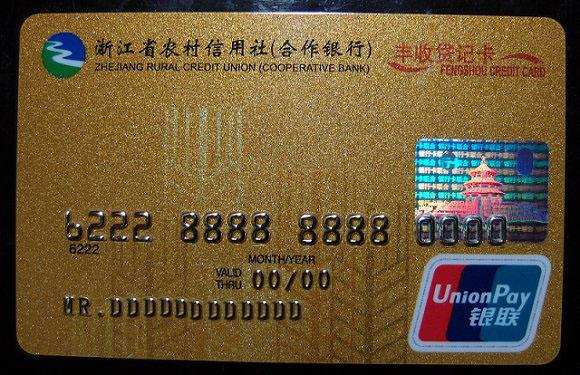 浙江省农村信用社(合作银行)
ZHEJIANG RURAL CREDIT UNION (COOPERATIVE BANK)
丰收贷记卡
FENGSHOU CREDIT CARD
6222 8888 8888 0000
6222
MONTH/YEAR
VALID THRU 00/00
MR.DDDDDDDDDDDDD
UnionPay
银联